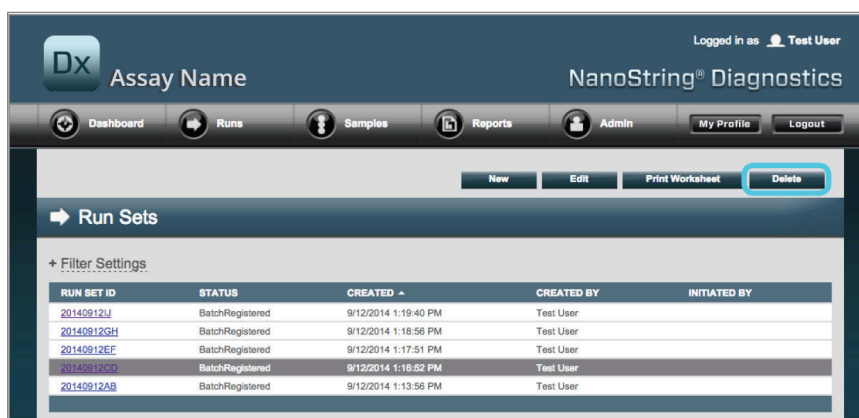 Logged in as Test User
Dx Assay Name
NanoString® Diagnostics
Dashboard Runs Samples Reports Admin My Profile Logout
New Edit Print Worksheet Delete
Run Sets
+ Filter Settings
RUN SET ID STATUS CREATED CREATED BY INITIATED BY
20140912IJ BatchRegistered 9/12/2014 1:19:40 PM Test User
20140912GH BatchRegistered 9/12/2014 1:18:56 PM Test User
20140912EF BatchRegistered 9/12/2014 1:17:51 PM Test User
20140912CD BatchRegistered 9/12/2014 1:16:52 PM Test User
20140912AB BatchRegistered 9/12/2014 1:13:56 PM Test User